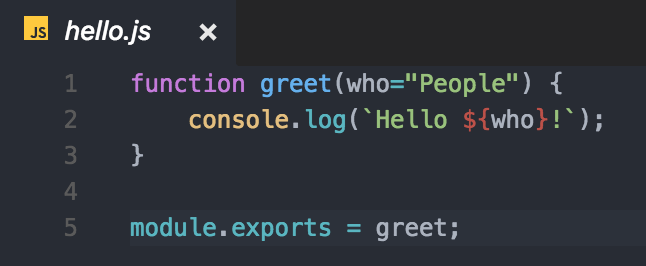 JS hello.js ×
1 function greet(who="People") {
2     console.log(`Hello ${who}!`);
3 }
4
5 module.exports = greet;